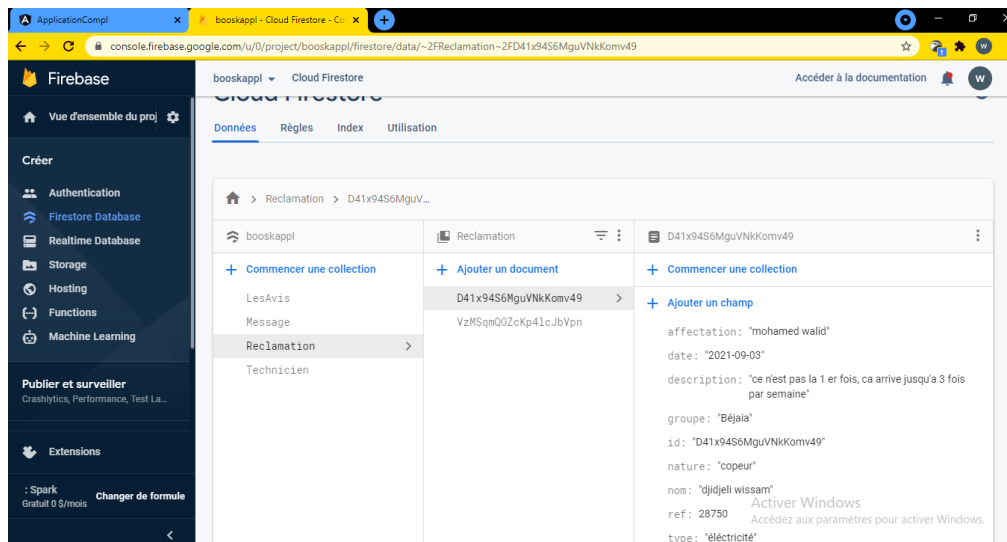 ApplicationCompl
booskappl - Cloud Firestore - Co
console.firebase.google.com/u/0/project/booskappl/firestore/data/~2FReclamation~2FD41x94S6MguVNkKomv49
W
Firebase
booskappl
Cloud Firestore
Accéder à la documentation
W
Cloud Firestore
Vue d'ensemble du proj
Données
Règles
Index
Utilisation
Créer
Authentication
Firestore Database
Realtime Database
Storage
Hosting
Functions
Machine Learning
Publier et surveiller
Crashlytics, Performance, Test La...
Extensions
: Spark
Gratuit 0 $/mois
Changer de formule
> Reclamation > D41x94S6MguV...
booskappl
+ Commencer une collection
LesAvis
Message
Reclamation
Technicien
Reclamation
+ Ajouter un document
D41x94S6MguVNkKomv49
VzMSqmQOZcKp4lcJbVpn
D41x94S6MguVNkKomv49
+ Commencer une collection
+ Ajouter un champ
affectation: "mohamed walid"
date: "2021-09-03"
description: "ce n'est pas la 1 er fois, ca arrive jusqu'a 3 fois
par semaine"
groupe: "Béjaia"
id: "D41x94S6MguVNkKomv49"
nature: "copeur"
nom: "djidjeli wissam"
ref: 28750
type: "éléctricité"
Activer Windows
Accédez aux paramètres pour activer Windows.